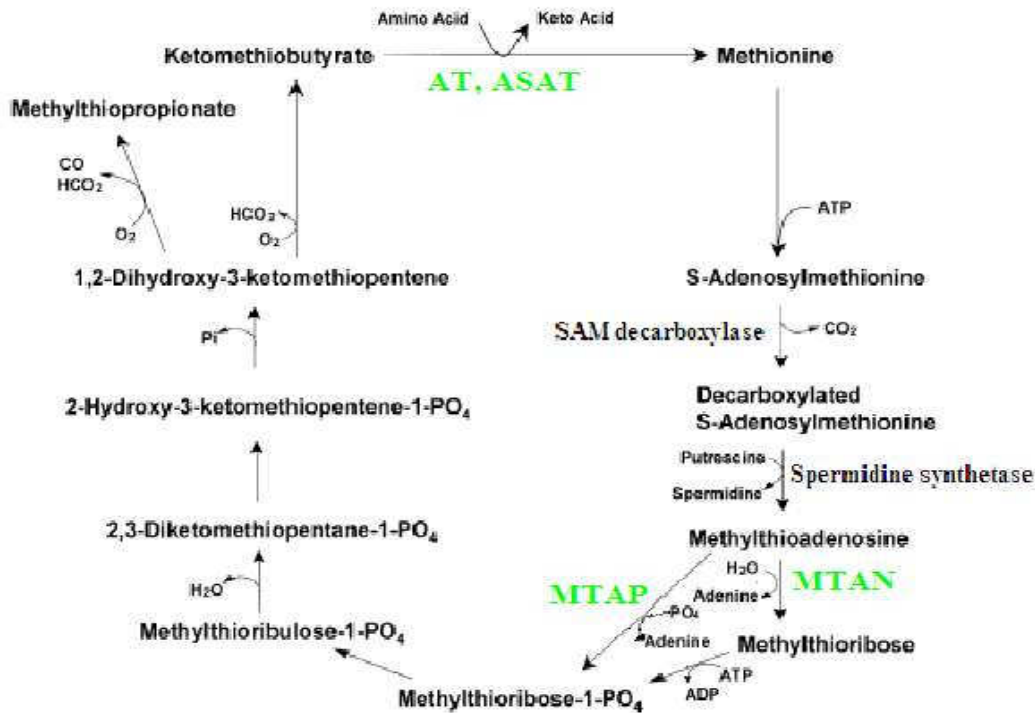 Amino Acid
Keto Acid
Ketomethiobutyrate
Methionine
AT, ASAT
Methylthiopropionate
CO
HCO₂
O₂
HCO₂
O₂
ATP
1,2-Dihydroxy-3-ketomethiopentene
S-Adenosylmethionine
SAM decarboxylase
CO₂
Pi
2-Hydroxy-3-ketomethiopentene-1-PO₄
Decarboxylated
S-Adenosylmethionine
Putrescine
Spermidine
Spermidine synthetase
2,3-Diketomethiopentane-1-PO₄
Methylthioadenosine
H₂O
MTAP
H₂O
Adenine
MTAN
PO₄
Adenine
Methylthioribulose-1-PO₄
Methylthioribose
ATP
ADP
Methylthioribose-1-PO₄